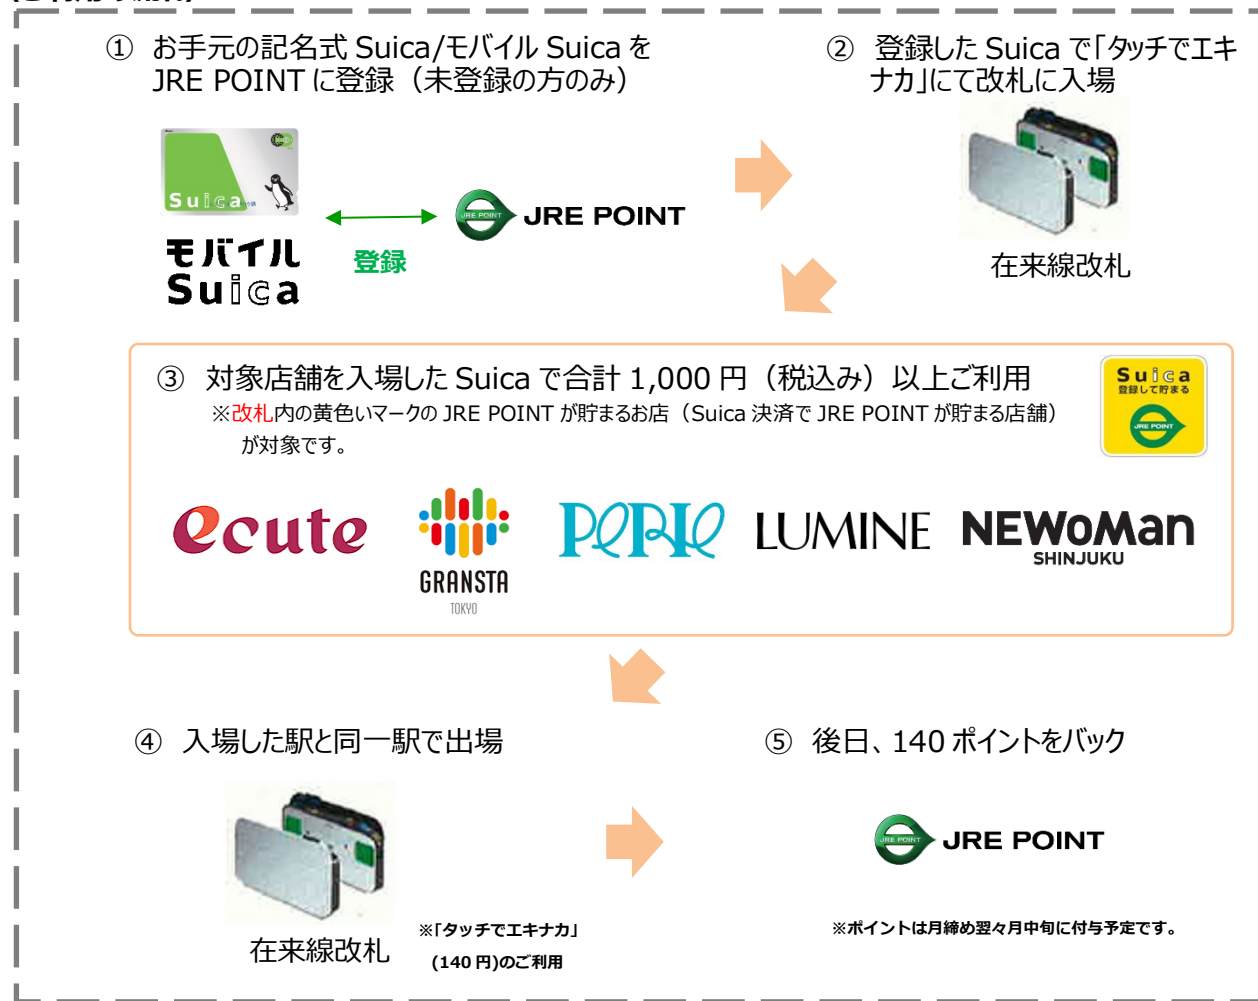 ① お手元の記名式 Suica/モバイル Suica を
JRE POINT に登録（未登録の方のみ）
② 登録した Suica で「タッチでエキ
ナカ」にて改札に入場
Suica
モバイル
Suica
登録
JRE POINT
JRE POINT
在来線改札
③ 対象店舗を入場した Suica で合計 1,000 円（税込み）以上ご利用
※改札内の黄色いマークの JRE POINT が貯まるお店（Suica 決済で JRE POINT が貯まる店舗）
が対象です。
Suica
登録して貯まる
JRE POINT
ecute
GRANSTA
TOKYO
PERIE
LUMINE
NEWoMan
SHINJUKU
④ 入場した駅と同一駅で出場
在来線改札
※「タッチでエキナカ」
(140 円)のご利用
⑤ 後日、140 ポイントをバック
JRE POINT
JRE POINT
※ポイントは月締め翌々月中旬に付与予定です。